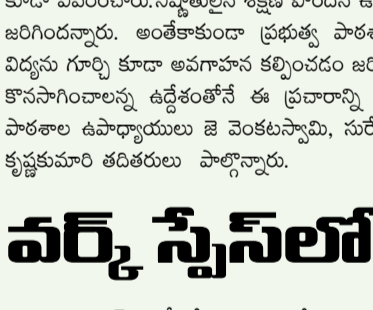 కూడా వివరించారు.నిష్ణాతులైన శిక్షణ పొందిన
జరిగిందన్నారు. అంతేకాకుండా ప్రభుత్వ పాఠశ
విద్యను గూర్చి కూడా అవగాహన కల్పించడం జరి
కొనసాగించాలన్న ఉద్దేశంతోనే ఈ ప్రచారాన్ని
పాఠశాల ఉపాధ్యాయులు జె వెంకటస్వామి, సురే
కృష్ణకుమారి తదితరులు పాల్గొన్నారు.
వర్క్ స్పేస్‌లో